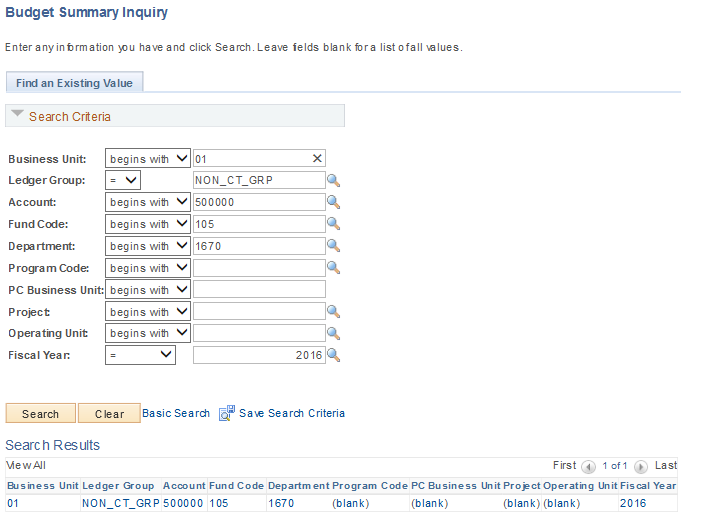 Budget Summary Inquiry
Enter any information you have and click Search. Leave fields blank for a list of all values.
Find an Existing Value
Search Criteria
Business Unit: begins with 01
Ledger Group: = NON_CT_GRP
Account: begins with 500000
Fund Code: begins with 105
Department: begins with 1670
Program Code: begins with
PC Business Unit: begins with
Project: begins with
Operating Unit: begins with
Fiscal Year: = 2016
Search Clear Basic Search Save Search Criteria
Search Results
View All First 1 of 1 Last
Business Unit Ledger Group Account Fund Code Department Program Code PC Business Unit Project Operating Unit Fiscal Year
01 NON_CT_GRP 500000 105 1670 (blank) (blank) (blank) (blank) 2016